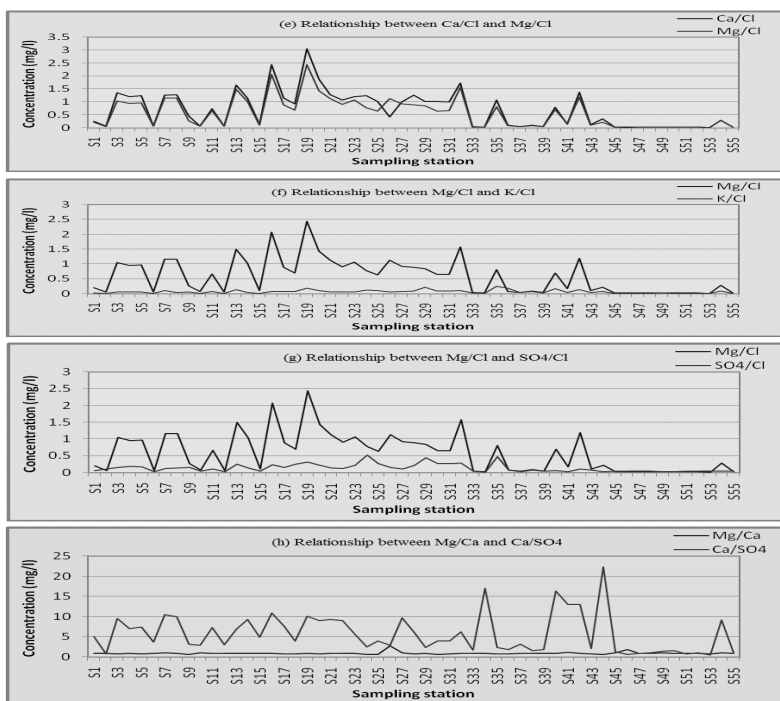 (e) Relationship between Ca/Cl and Mg/Cl
Ca/Cl
Mg/Cl
Concentration (mg/l)
3.5
3
2.5
2
1.5
1
0.5
0
S1 S3 S5 S7 S9 S11 S13 S15 S17 S19 S21 S23 S25 S27 S29 S31 S33 S35 S37 S39 S41 S43 S45 S47 S49 S51 S53 S55
Sampling station
(f) Relationship between Mg/Cl and K/Cl
Mg/Cl
K/Cl
Concentration (mg/l)
3
2.5
2
1.5
1
0.5
0
S1 S3 S5 S7 S9 S11 S13 S15 S17 S19 S21 S23 S25 S27 S29 S31 S33 S35 S37 S39 S41 S43 S45 S47 S49 S51 S53 S55
Sampling station
(g) Relationship between Mg/Cl and SO4/Cl
Mg/Cl
SO4/Cl
Concentration (mg/l)
3
2.5
2
1.5
1
0.5
0
S1 S3 S5 S7 S9 S11 S13 S15 S17 S19 S21 S23 S25 S27 S29 S31 S33 S35 S37 S39 S41 S43 S45 S47 S49 S51 S53 S55
Sampling station
(h) Relationship between Mg/Ca and Ca/SO4
Mg/Ca
Ca/SO4
Concentration (mg/l)
25
20
15
10
5
0
S1 S3 S5 S7 S9 S11 S13 S15 S17 S19 S21 S23 S25 S27 S29 S31 S33 S35 S37 S39 S41 S43 S45 S47 S49 S51 S53 S55
Sampling station